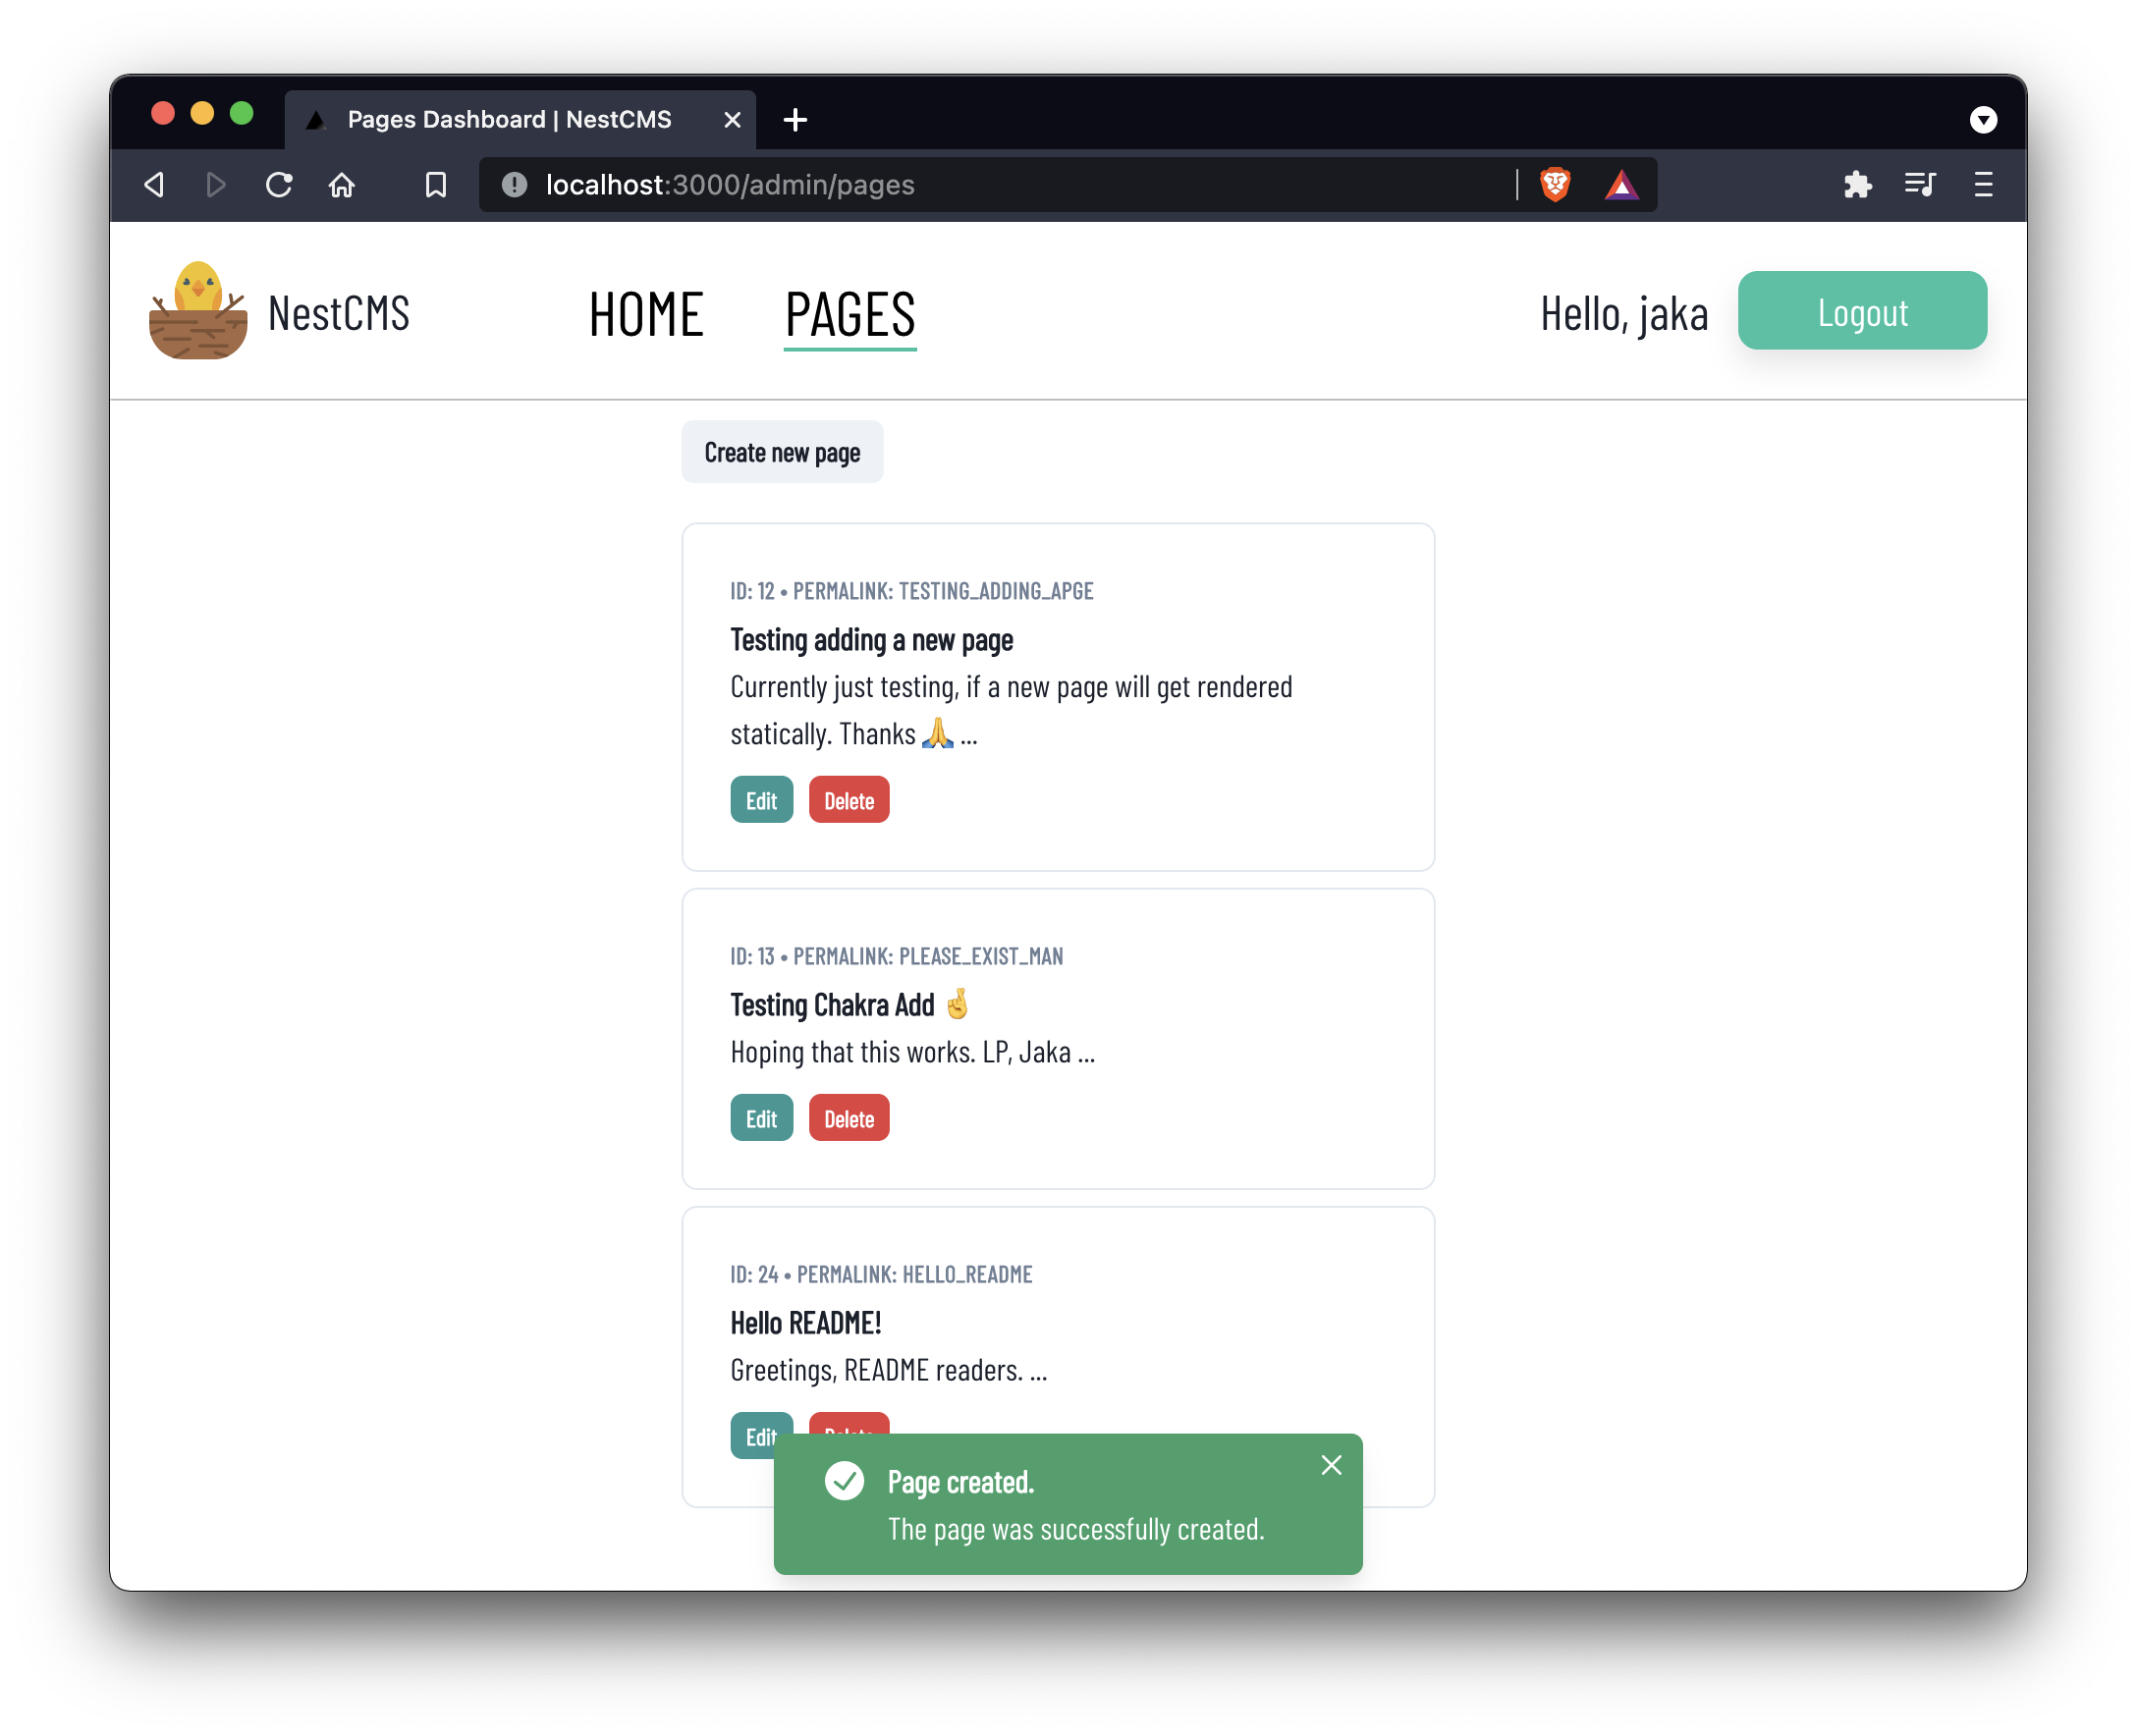 Pages Dashboard | NestCMS
localhost:3000/admin/pages
NestCMS
HOME
PAGES
Hello, jaka
Logout
Create new page
ID: 12 • PERMALINK: TESTING_ADDING_APGE
Testing adding a new page
Currently just testing, if a new page will get rendered
statically. Thanks 🙏 ...
Edit
Delete
ID: 13 • PERMALINK: PLEASE_EXIST_MAN
Testing Chakra Add 🤞
Hoping that this works. LP, Jaka ...
Edit
Delete
ID: 24 • PERMALINK: HELLO_README
Hello README!
Greetings, README readers. ...
Edit
Page created.
The page was successfully created.